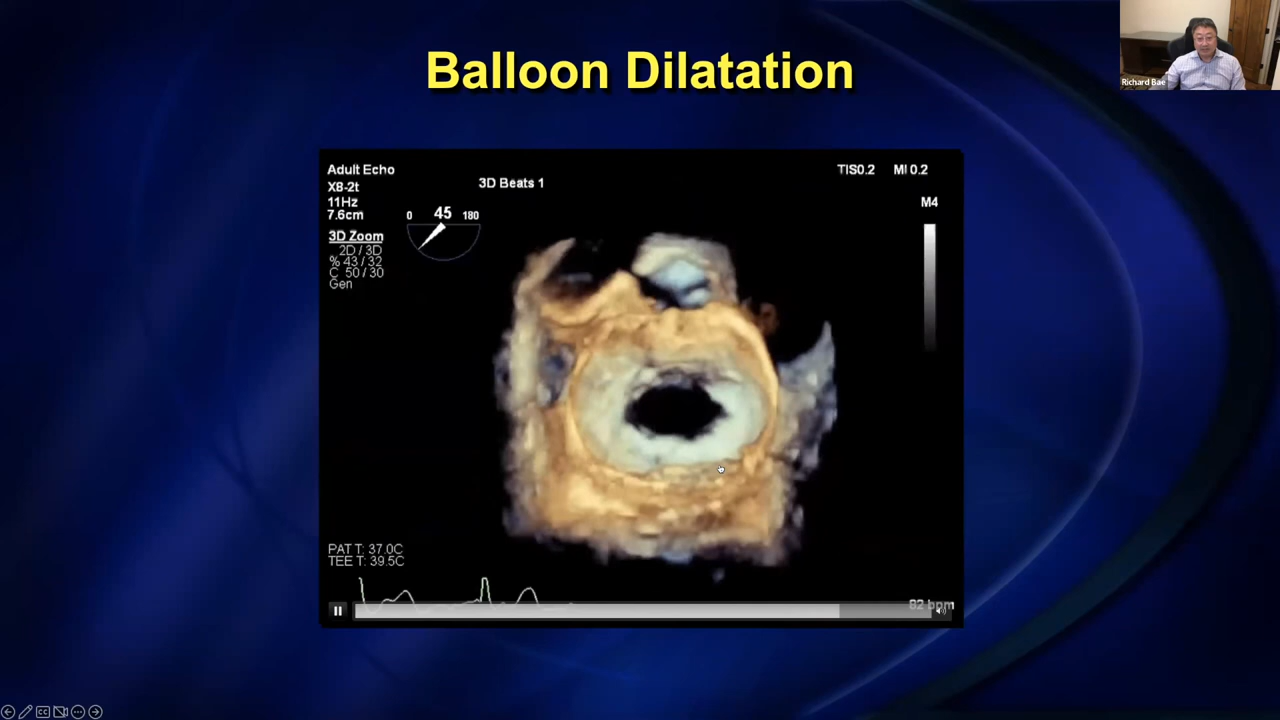 Balloon Dilatation
Richard Bae
Adult Echo
TIS0.2 MI 0.2
X8-2t
3D Beats 1
11Hz
M4
7.6cm
0 45 180
3D Zoom
2D / 3D
% 43 / 32
C 50 / 30
Gen
PAT T: 37.0C
TEE T: 39.5C
82 bpm
CC